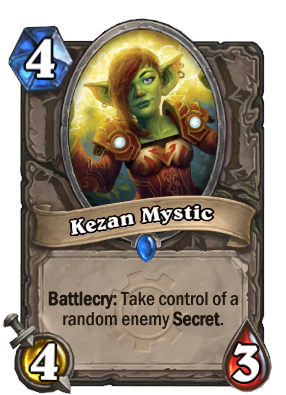 4
Kezan Mystic
Battlecry: Take control of a
random enemy Secret.
4
3